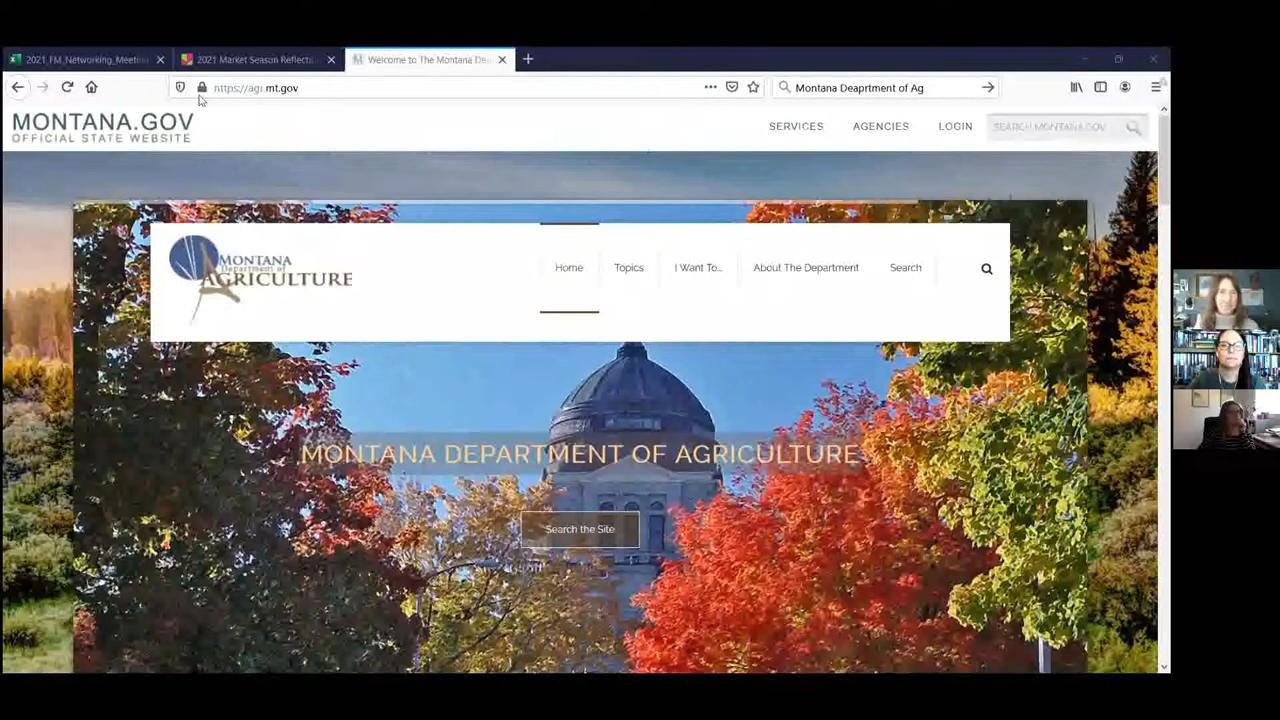 2021_FM_Networking_Meetin
2021 Market Season Reflecti
Welcome to The Montana De
https://agr.mt.gov
Montana Deaprtment of Ag
MONTANA.GOV
OFFICIAL STATE WEBSITE
SERVICES
AGENCIES
LOGIN
SEARCH MONTANA.GOV
MONTANA
Department of
AGRICULTURE
Home
Topics
I Want To...
About The Department
Search
MONTANA DEPARTMENT OF AGRICULTURE
Search the Site